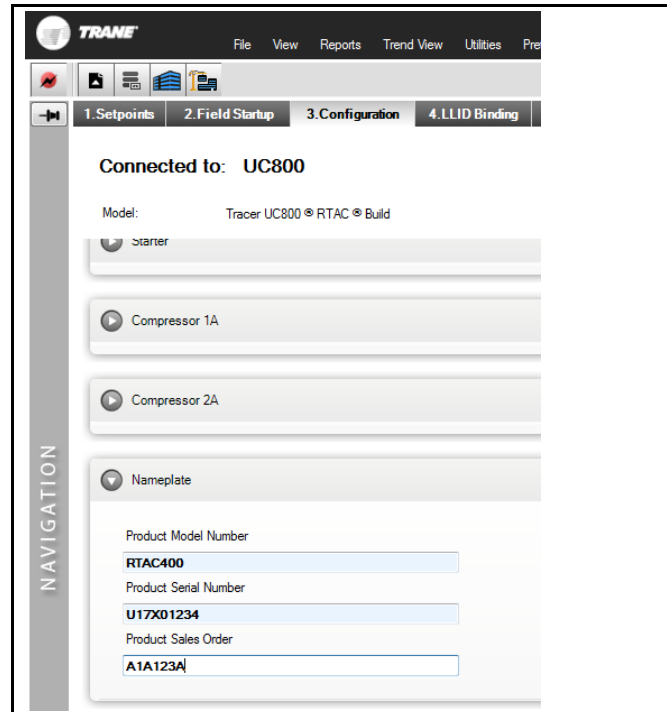 TRANE
File View Reports Trend View Utilities
1.Setpoints 2.Field Startup 3.Configuration 4.LLID Binding
Connected to: UC800
Model: Tracer UC800 ® RTAC ® Build
Starter
Compressor 1A
Compressor 2A
Nameplate
Product Model Number
RTAC400
Product Serial Number
U17X01234
Product Sales Order
A1A123A
NAVIGATION